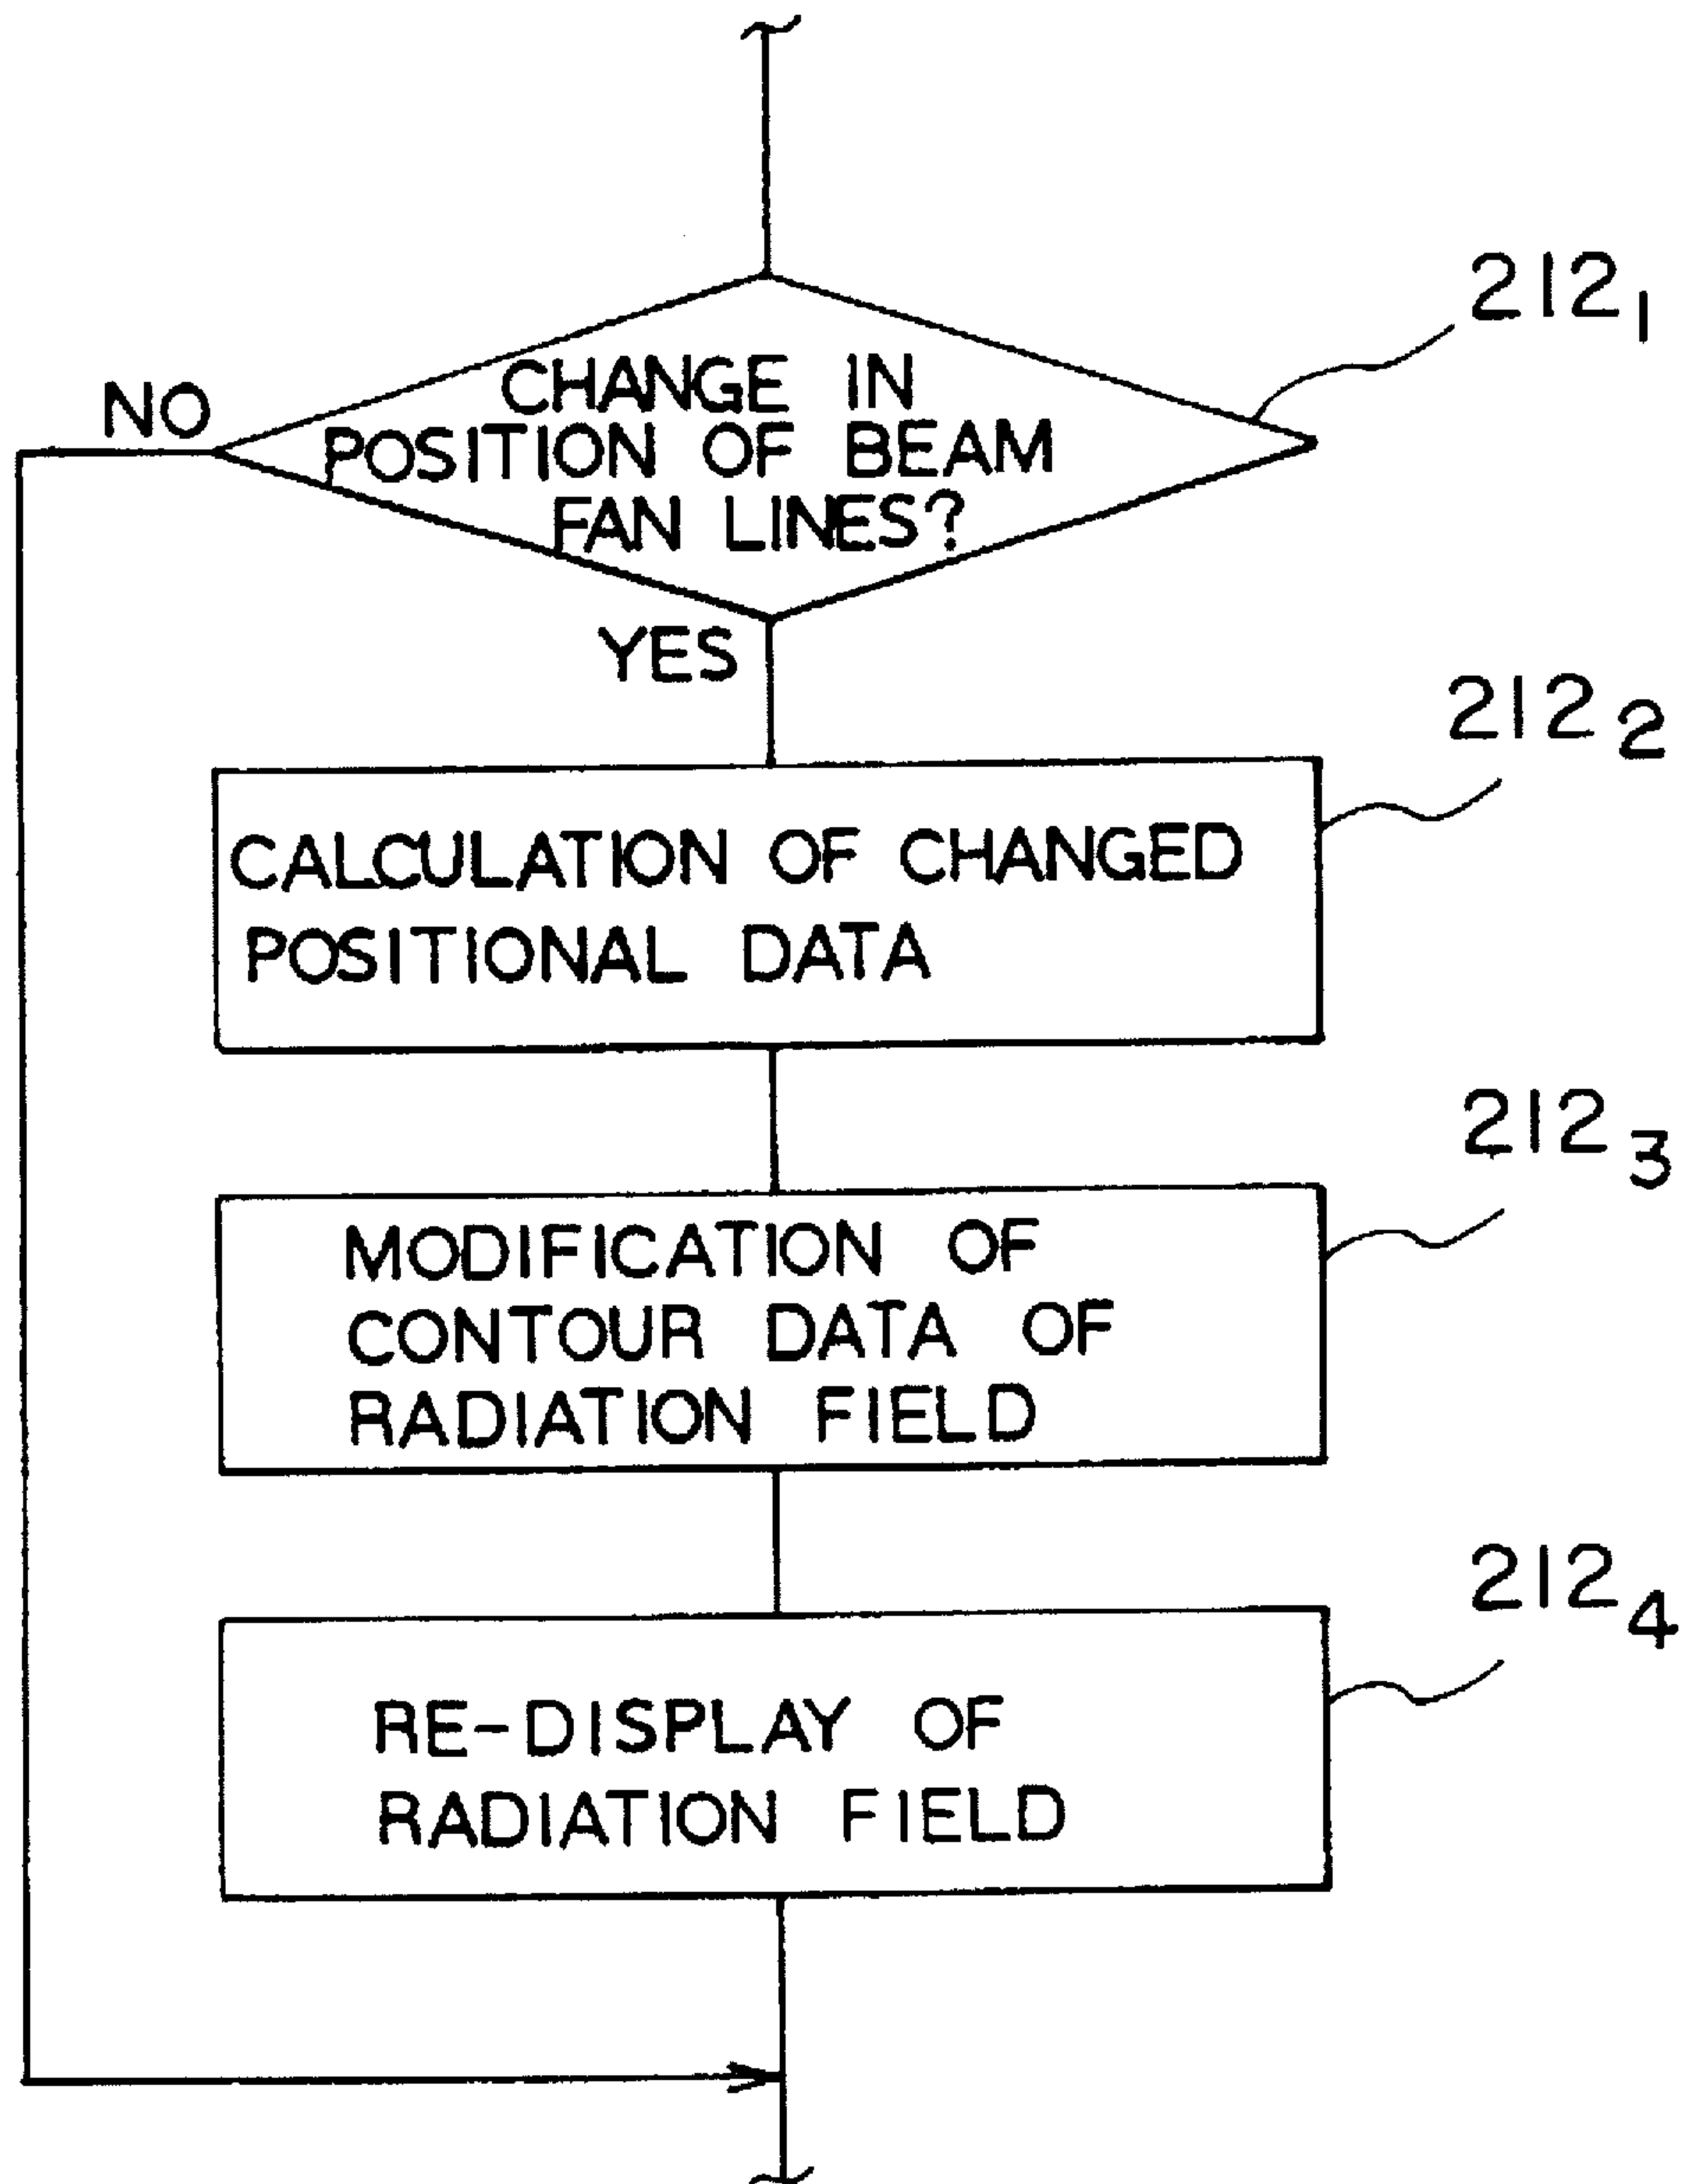 212₁
NO
CHANGE IN
POSITION OF BEAM
FAN LINES?
YES
212₂
CALCULATION OF CHANGED
POSITIONAL DATA
212₃
MODIFICATION OF
CONTOUR DATA OF
RADIATION FIELD
212₄
RE-DISPLAY OF
RADIATION FIELD